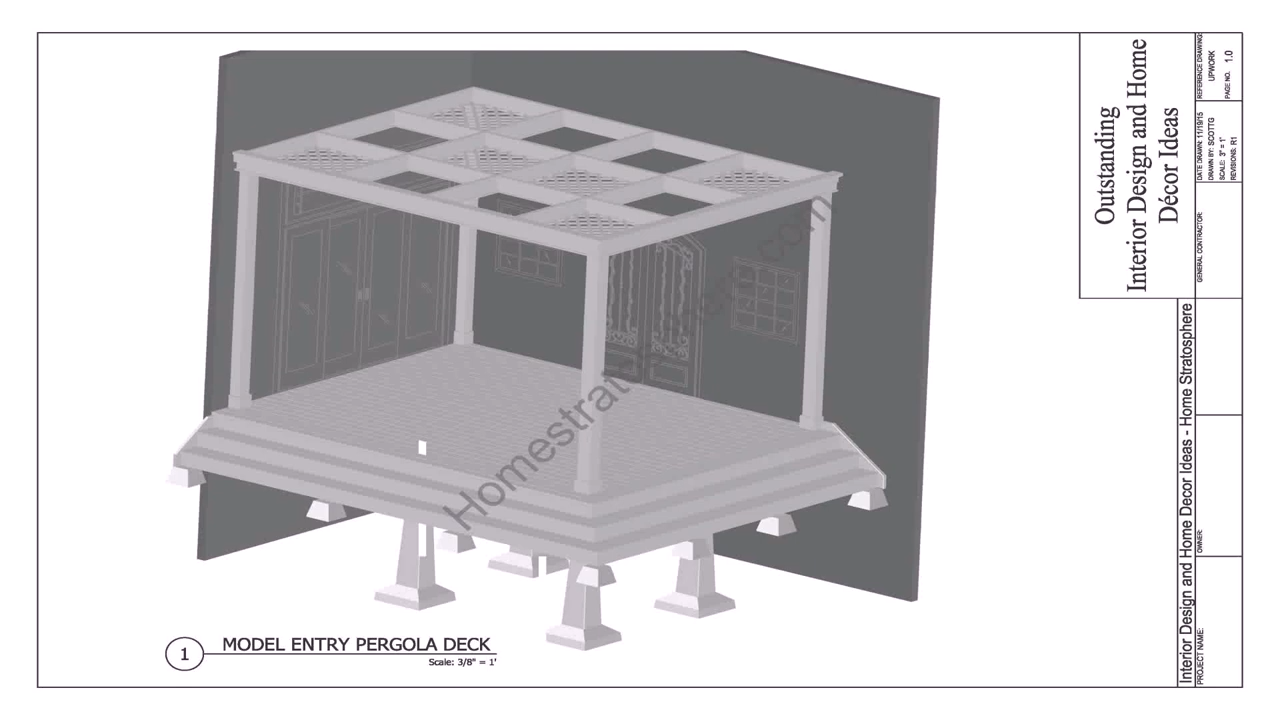 Homestratosphere.com
1
MODEL ENTRY PERGOLA DECK
Scale: 3/8" = 1'
Outstanding
Interior Design and Home
Décor Ideas
Interior Design and Home Decor Ideas - Home Stratosphere
REFERENCE DRAWING:
UPWORK
PAGE NO. 1.0
DATE DRAWN: 11/19/15
DRAWN BY: SCOTTG
SCALE: 3" = 1'
REVISIONS: R1
GENERAL CONTRACTOR:
OWNER:
PROJECT NAME: